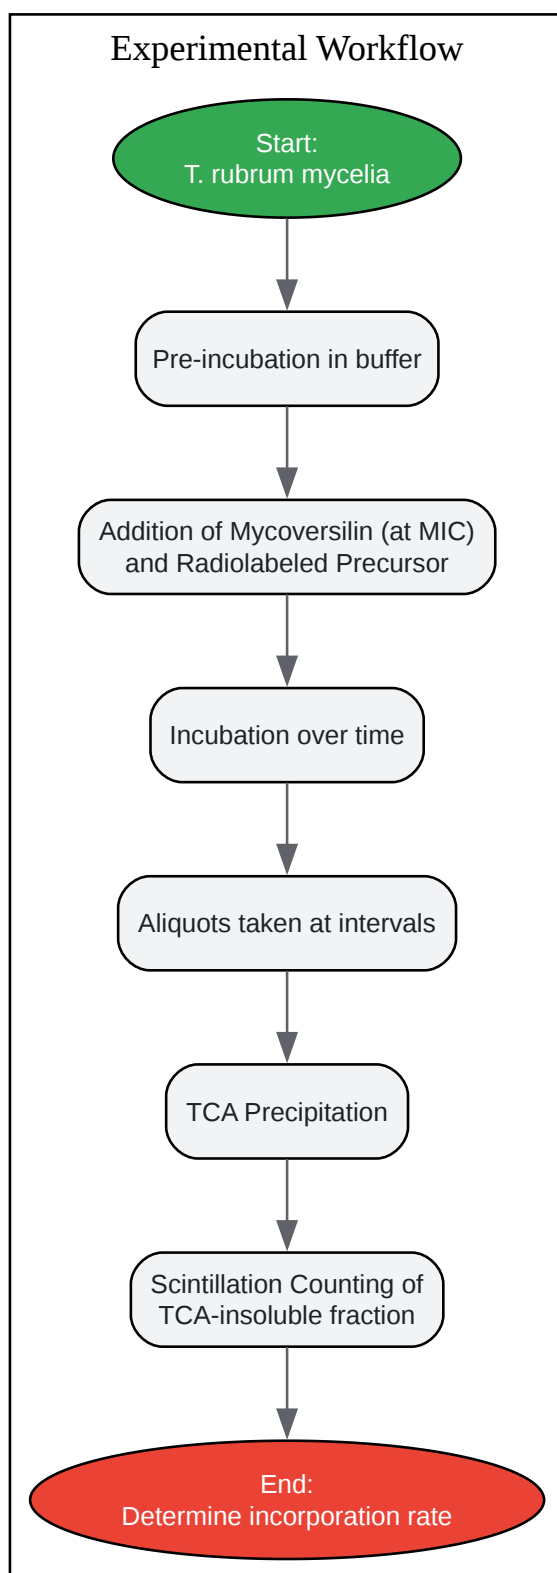 Experimental Workflow
Start:
T. rubrum mycelia
Pre-incubation in buffer
Addition of Mycoversilin (at MIC)
and Radiolabeled Precursor
Incubation over time
Aliquots taken at intervals
TCA Precipitation
Scintillation Counting of
TCA-insoluble fraction
End:
Determine incorporation rate